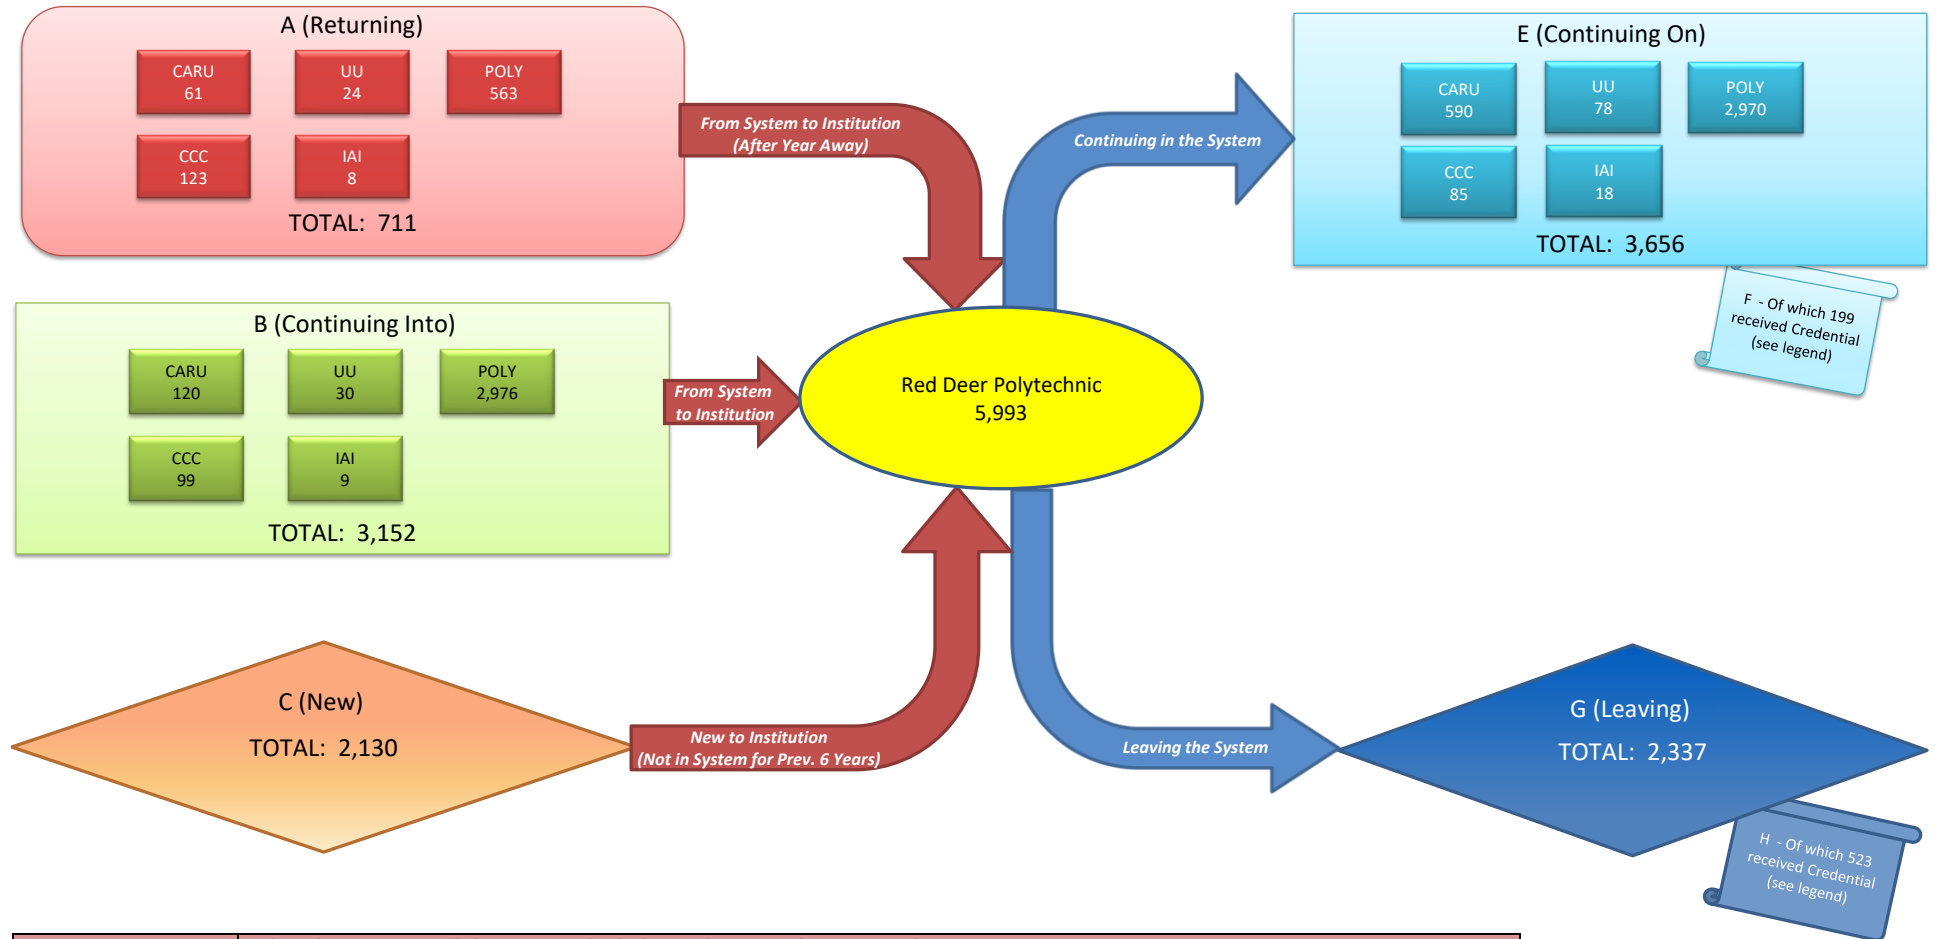 A (Returning)
CARU
61
UU
24
POLY
563
CCC
123
IAI
8
TOTAL: 711
From System to Institution
(After Year Away)
B (Continuing Into)
CARU
120
UU
30
POLY
2,976
CCC
99
IAI
9
TOTAL: 3,152
From System
to Institution
C (New)
TOTAL: 2,130
New to Institution
(Not in System for Prev. 6 Years)
Red Deer Polytechnic
5,993
Continuing in the System
E (Continuing On)
CARU
590
UU
78
POLY
2,970
CCC
85
IAI
18
TOTAL: 3,656
F - Of which 199
received Credential
(see legend)
Leaving the System
G (Leaving)
TOTAL: 2,337
H - Of which 523
received Credential
(see legend)